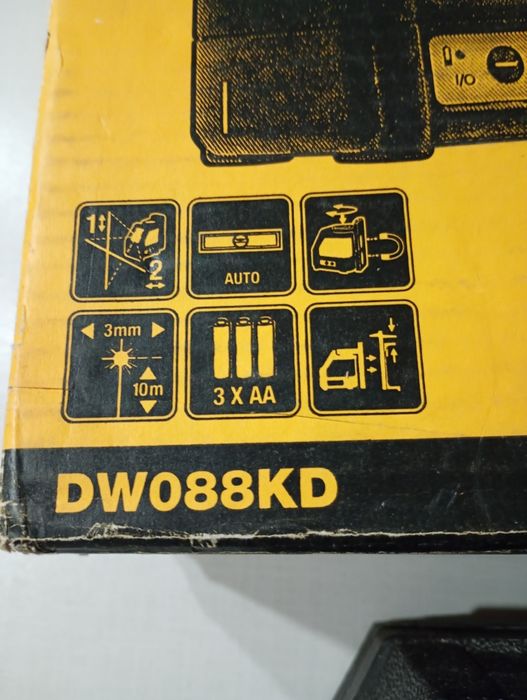 I/O
1
2
AUTO
3mm
10m
3 X AA
DW088KD